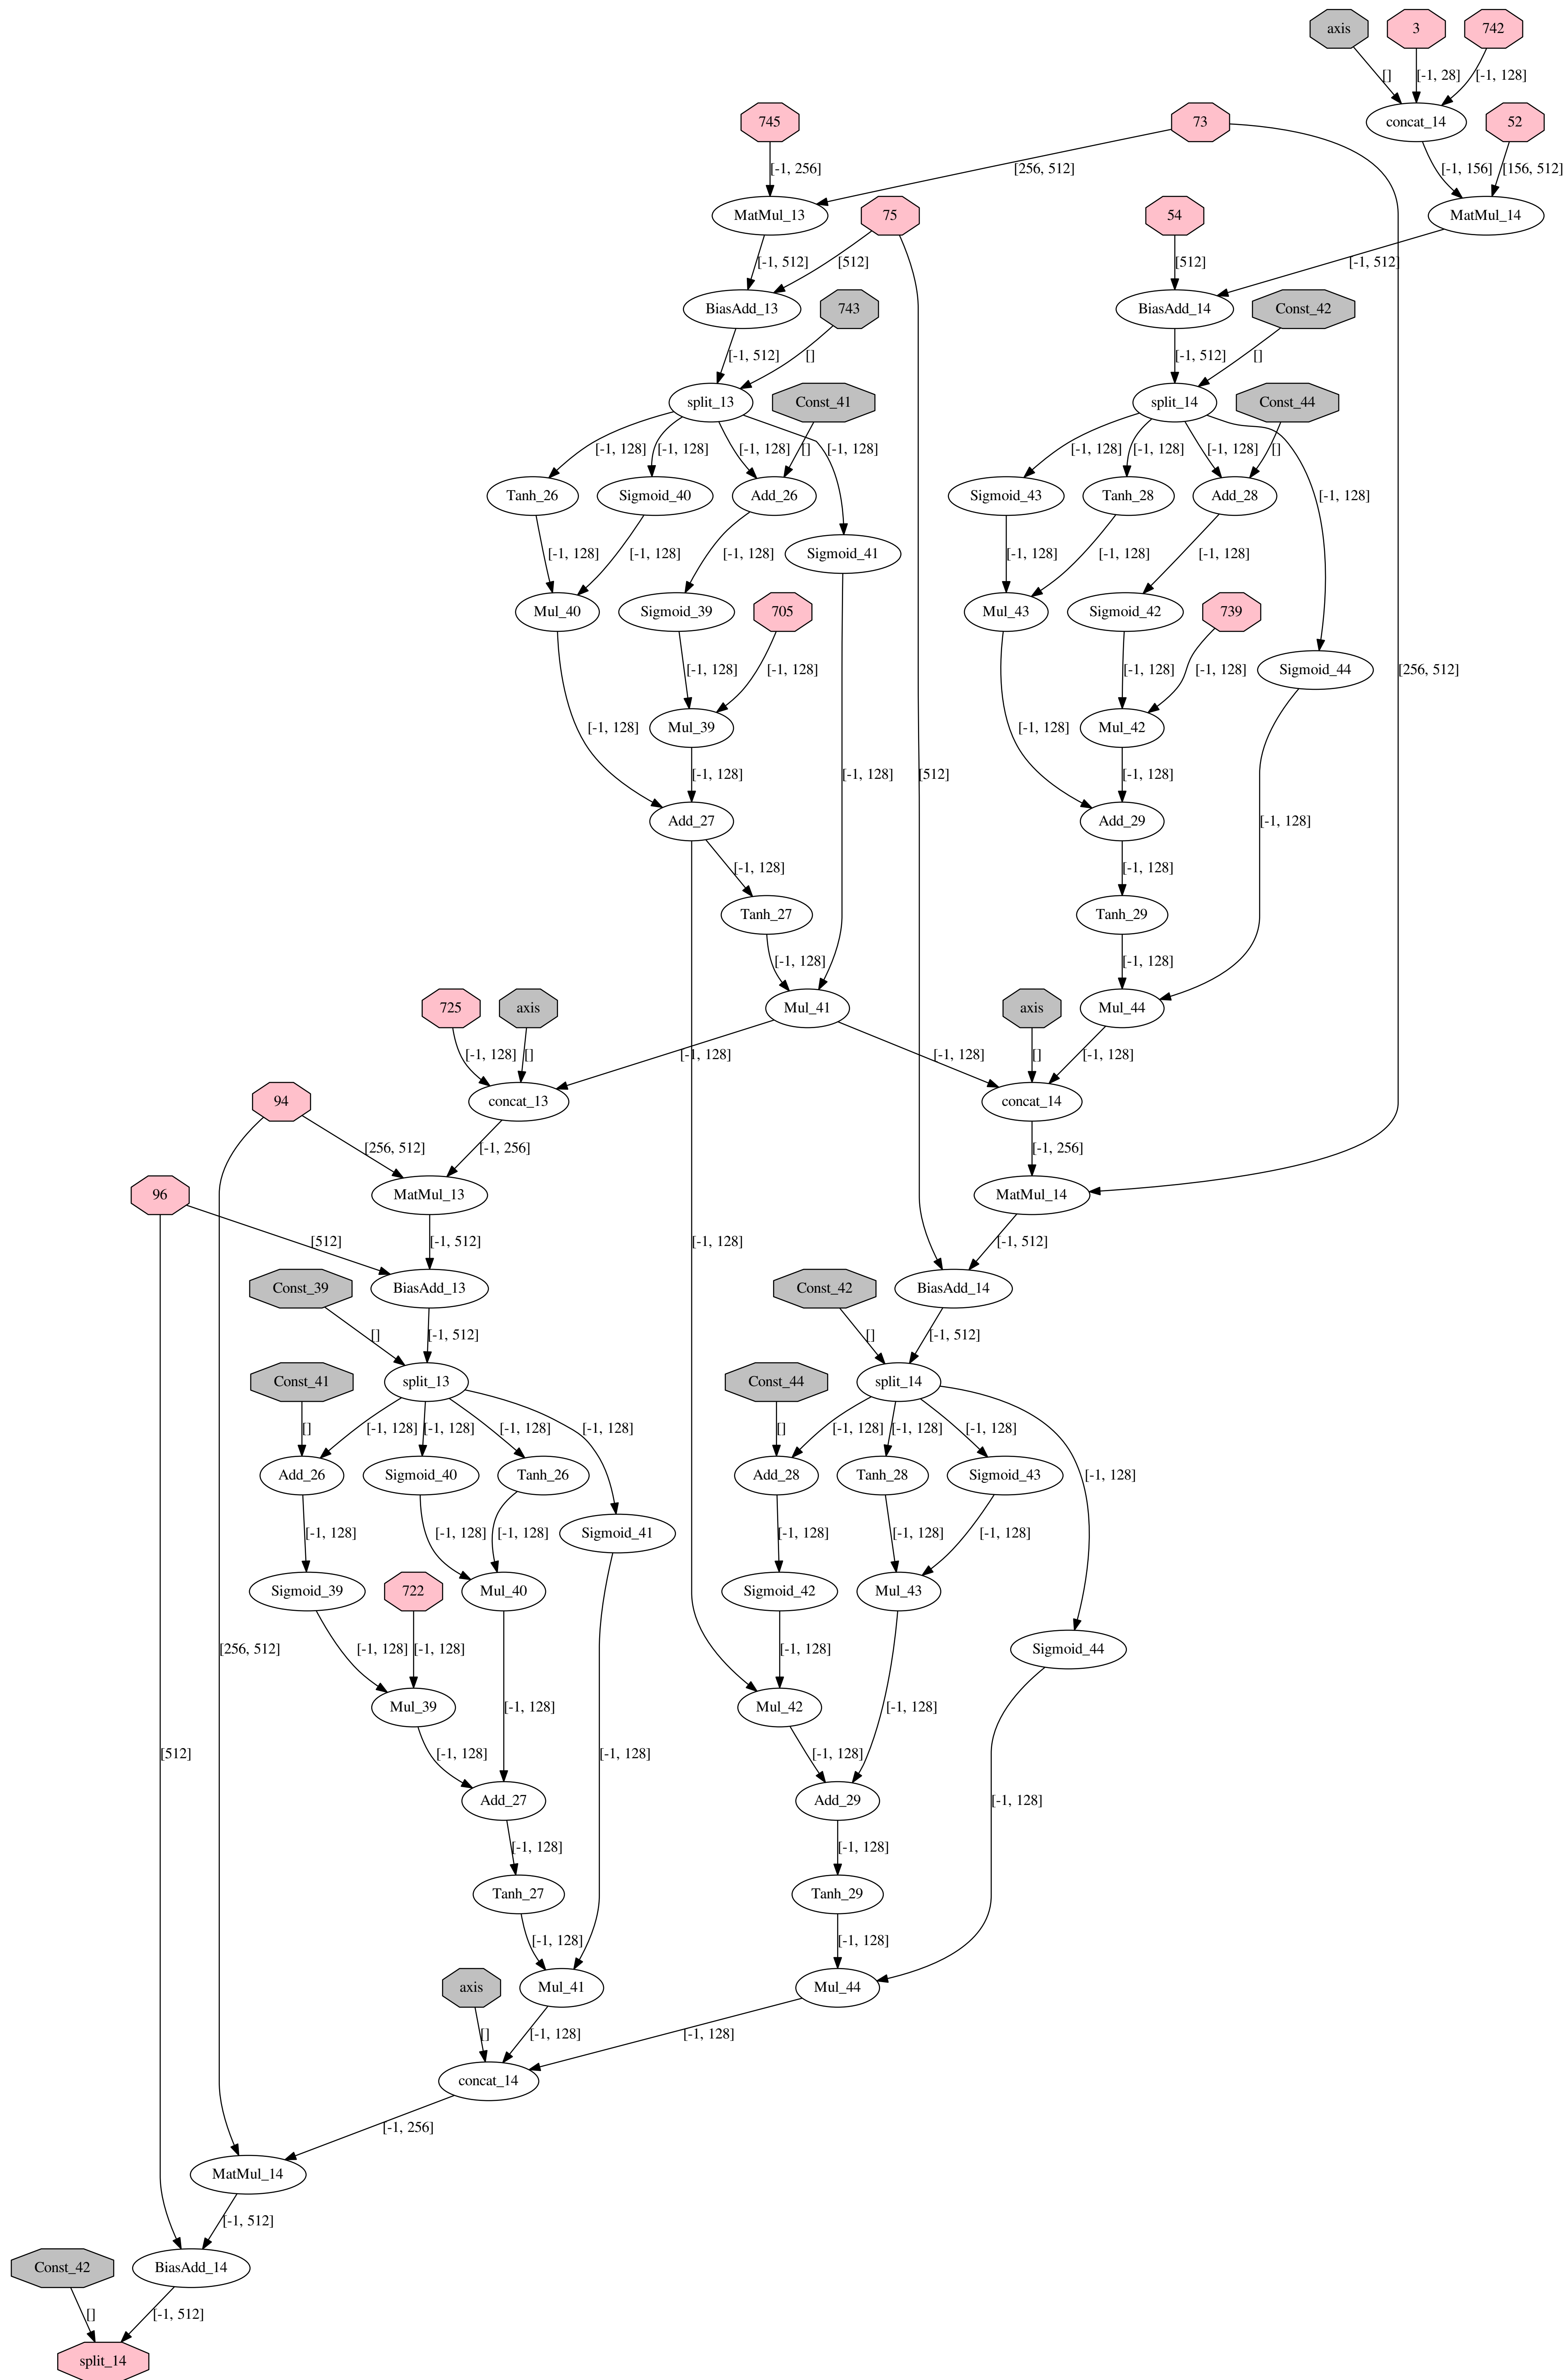 axis
3
742
[]
[-1, 28]
[-1, 128]
745
73
concat_14
52
[-1, 256]
[256, 512]
[-1, 156]
[156, 512]
MatMul_13
75
54
MatMul_14
[-1, 512]
[512]
[512]
[-1, 512]
BiasAdd_13
743
BiasAdd_14
Const_42
[-1, 512]
[]
[-1, 512]
[]
split_13
Const_41
split_14
Const_44
[-1, 128]
[-1, 128]
[-1, 128]
[]
[-1, 128]
[-1, 128]
[-1, 128]
[-1, 128]
[]
Tanh_26
Sigmoid_40
Add_26
Sigmoid_43
Tanh_28
Add_28
[-1, 128]
[-1, 128]
[-1, 128]
[-1, 128]
Sigmoid_41
[-1, 128]
[-1, 128]
[-1, 128]
Mul_40
Sigmoid_39
705
Mul_43
Sigmoid_42
739
[-1, 128]
[-1, 128]
[-1, 128]
[-1, 128]
Sigmoid_44
[256, 512]
[-1, 128]
Mul_39
[-1, 128]
Mul_42
[-1, 128]
[-1, 128]
[512]
[-1, 128]
Add_27
Add_29
[-1, 128]
[-1, 128]
[-1, 128]
Tanh_27
Tanh_29
[-1, 128]
[-1, 128]
725
axis
Mul_41
axis
Mul_44
[-1, 128]
[]
[-1, 128]
[-1, 128]
[]
[-1, 128]
94
concat_13
concat_14
[256, 512]
[-1, 256]
[-1, 256]
96
MatMul_13
MatMul_14
[512]
[-1, 512]
[-1, 128]
[-1, 512]
Const_39
BiasAdd_13
Const_42
BiasAdd_14
[]
[-1, 512]
[]
[-1, 512]
Const_41
split_13
Const_44
split_14
[]
[-1, 128]
[-1, 128]
[-1, 128]
[-1, 128]
[]
[-1, 128]
[-1, 128]
[-1, 128]
Add_26
Sigmoid_40
Tanh_26
Add_28
Tanh_28
Sigmoid_43
[-1, 128]
[-1, 128]
[-1, 128]
[-1, 128]
Sigmoid_41
[-1, 128]
[-1, 128]
[-1, 128]
Sigmoid_39
722
Mul_40
Sigmoid_42
Mul_43
[256, 512]
[-1, 128]
[-1, 128]
[-1, 128]
Sigmoid_44
Mul_39
[-1, 128]
Mul_42
[-1, 128]
[512]
[-1, 128]
[-1, 128]
[-1, 128]
Add_27
Add_29
[-1, 128]
[-1, 128]
[-1, 128]
Tanh_27
Tanh_29
[-1, 128]
[-1, 128]
axis
Mul_41
Mul_44
[]
[-1, 128]
[-1, 128]
concat_14
[-1, 256]
MatMul_14
[-1, 512]
Const_42
BiasAdd_14
[]
[-1, 512]
split_14